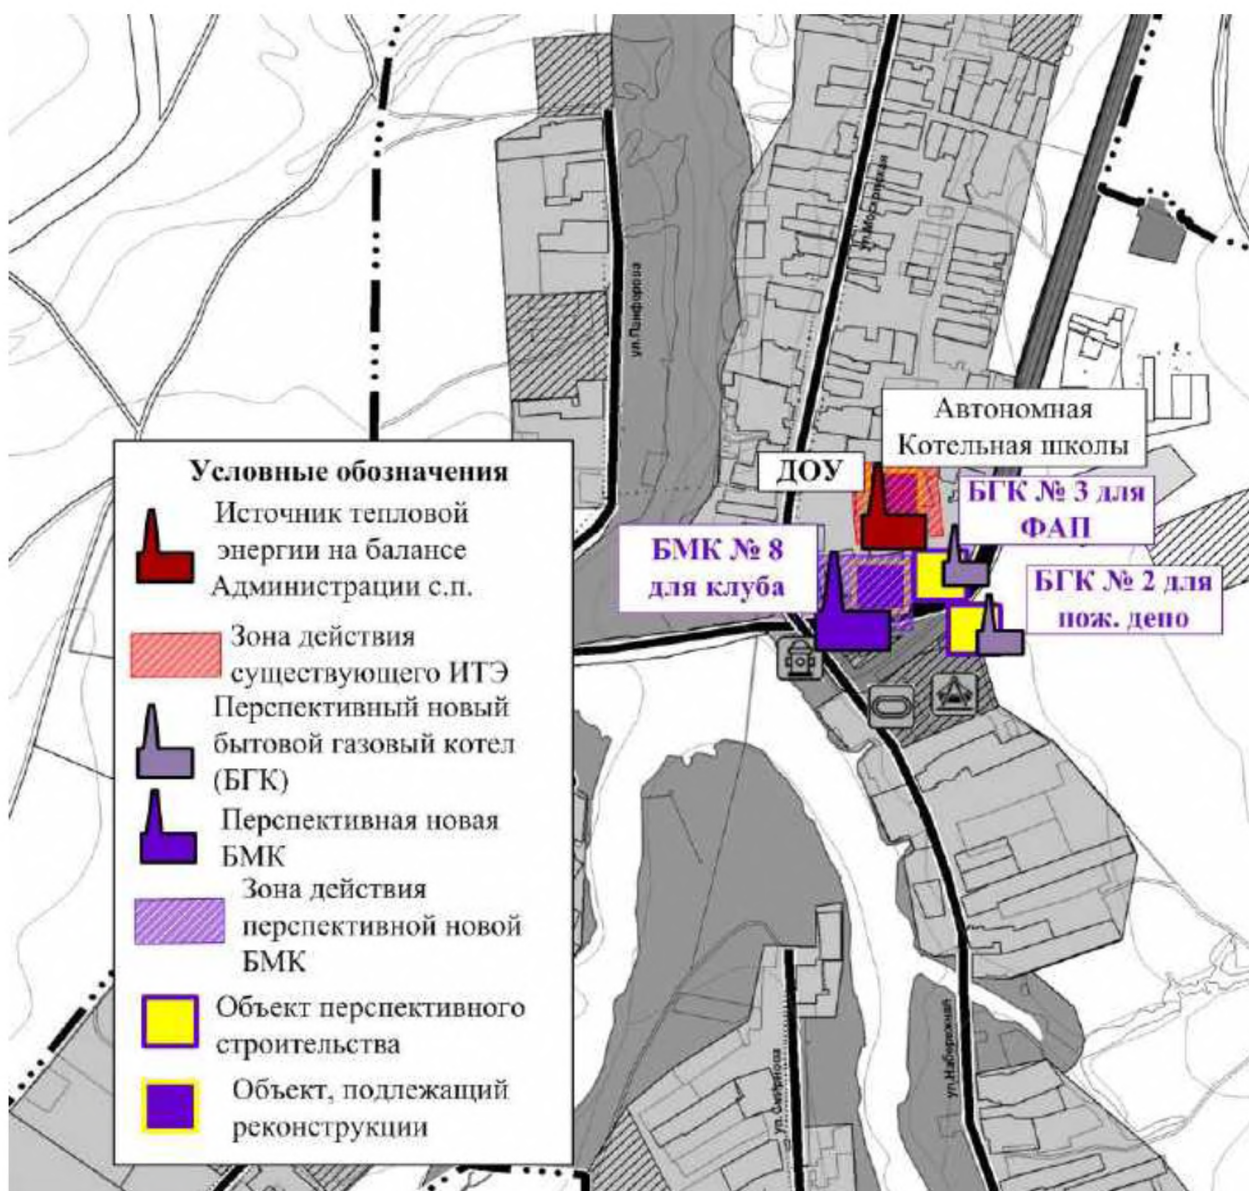 ул.Московская
ул.Панфорова
Автономная
Котельная школы
ДОУ
БГК № 3 для
ФАП
БМК № 8
для клуба
БГК № 2 для
пож. депо
Условные обозначения
Источник тепловой
энергии на балансе
Администрации с.п.
Зона действия
существующего ИТЭ
Перспективный новый
бытовой газовый котел
(БГК)
Перспективная новая
БМК
Зона действия
перспективной новой
БМК
Объект перспективного
строительства
Объект, подлежащий
реконструкции
ул.Набережная
ул.Смирнова